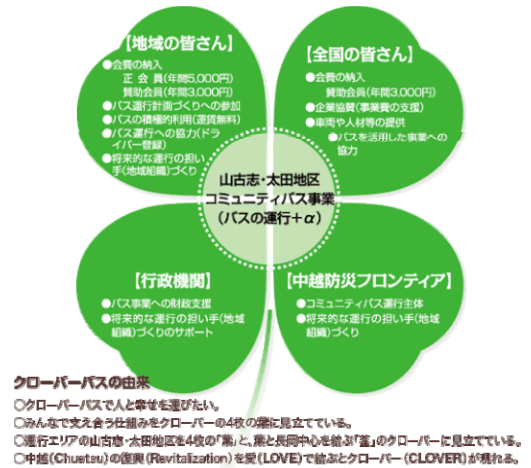 【地域の皆さん】
●会費の納入
正 会 員(年間5,000円)
賛助会員(年間3,000円)
●バス運行計画づくりへの参加
●バスの積極的利用(運賃無料)
●バス運行への協力(ドラ
イバー登録)
●将来的な運行の担い
手(地域組織)づくり
【全国の皆さん】
●会費の納入
賛助会員(年間3,000円)
●企業協賛(事業費の支援)
●車両や人材等の提供
●バスを活用した事業への
協力
山古志・太田地区
コミュニティバス事業
(バスの運行+α)
【行政機関】
●バス事業への財政支援
●将来的な運行の担い手(地域
組織)づくりのサポート
【中越防災フロンティア】
●コミュニティバス運行主体
●将来的な運行の担い手(地域
組織)づくり
クローバーバスの由来
○クローバーバスで人と幸せを運びたい。
○みんなで支え合う仕組みをクローバーの4枚の葉に見立てている。
○運行エリアの山古志・太田地区を4枚の「葉」と、葉と長岡中心を結ぶ「茎」のクローバーに見立てている。
○中越(Chuetsu)の復興(Revitalization)を愛(LOVE)で結ぶとクローバー(CLOVER)が現れる。